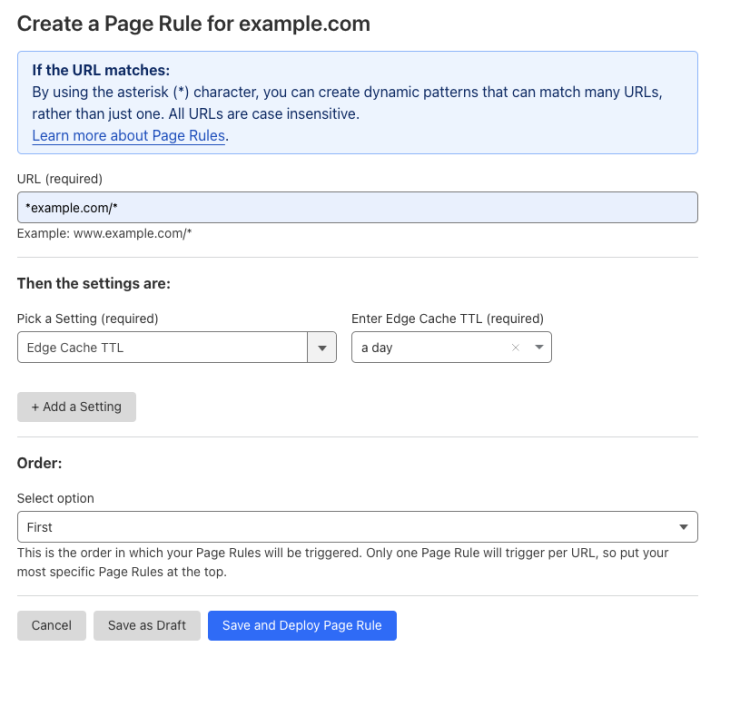 Create a Page Rule for example.com
If the URL matches:
By using the asterisk (*) character, you can create dynamic patterns that can match many URLs,
rather than just one. All URLs are case insensitive.
Learn more about Page Rules.
URL (required)
*example.com/*
Example: www.example.com/*
Then the settings are:
Pick a Setting (required)
Enter Edge Cache TTL (required)
Edge Cache TTL
a day
+ Add a Setting
Order:
Select option
First
This is the order in which your Page Rules will be triggered. Only one Page Rule will trigger per URL, so put your
most specific Page Rules at the top.
Cancel
Save as Draft
Save and Deploy Page Rule